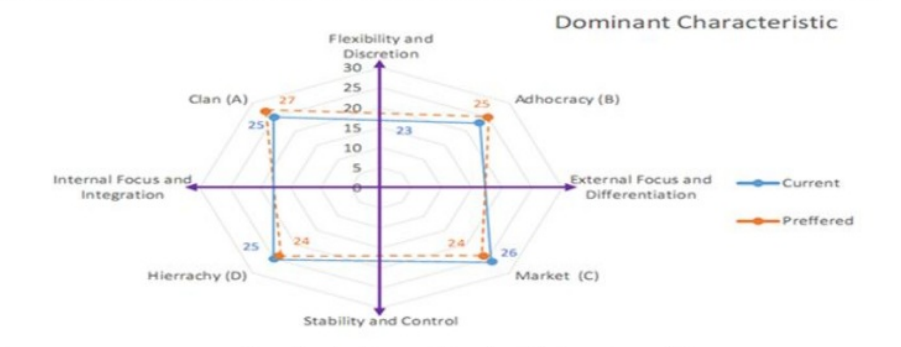 Dominant Characteristic
Flexibility and
Discretion
30
25
20
15
10
5
0
Clan (A)
27
25
25
Adhocracy (B)
23
Internal Focus and
Integration
External Focus and
Differentiation
Current
Preffered
25
24
24
26
Hierrachy (D)
Market (C)
Stability and Control